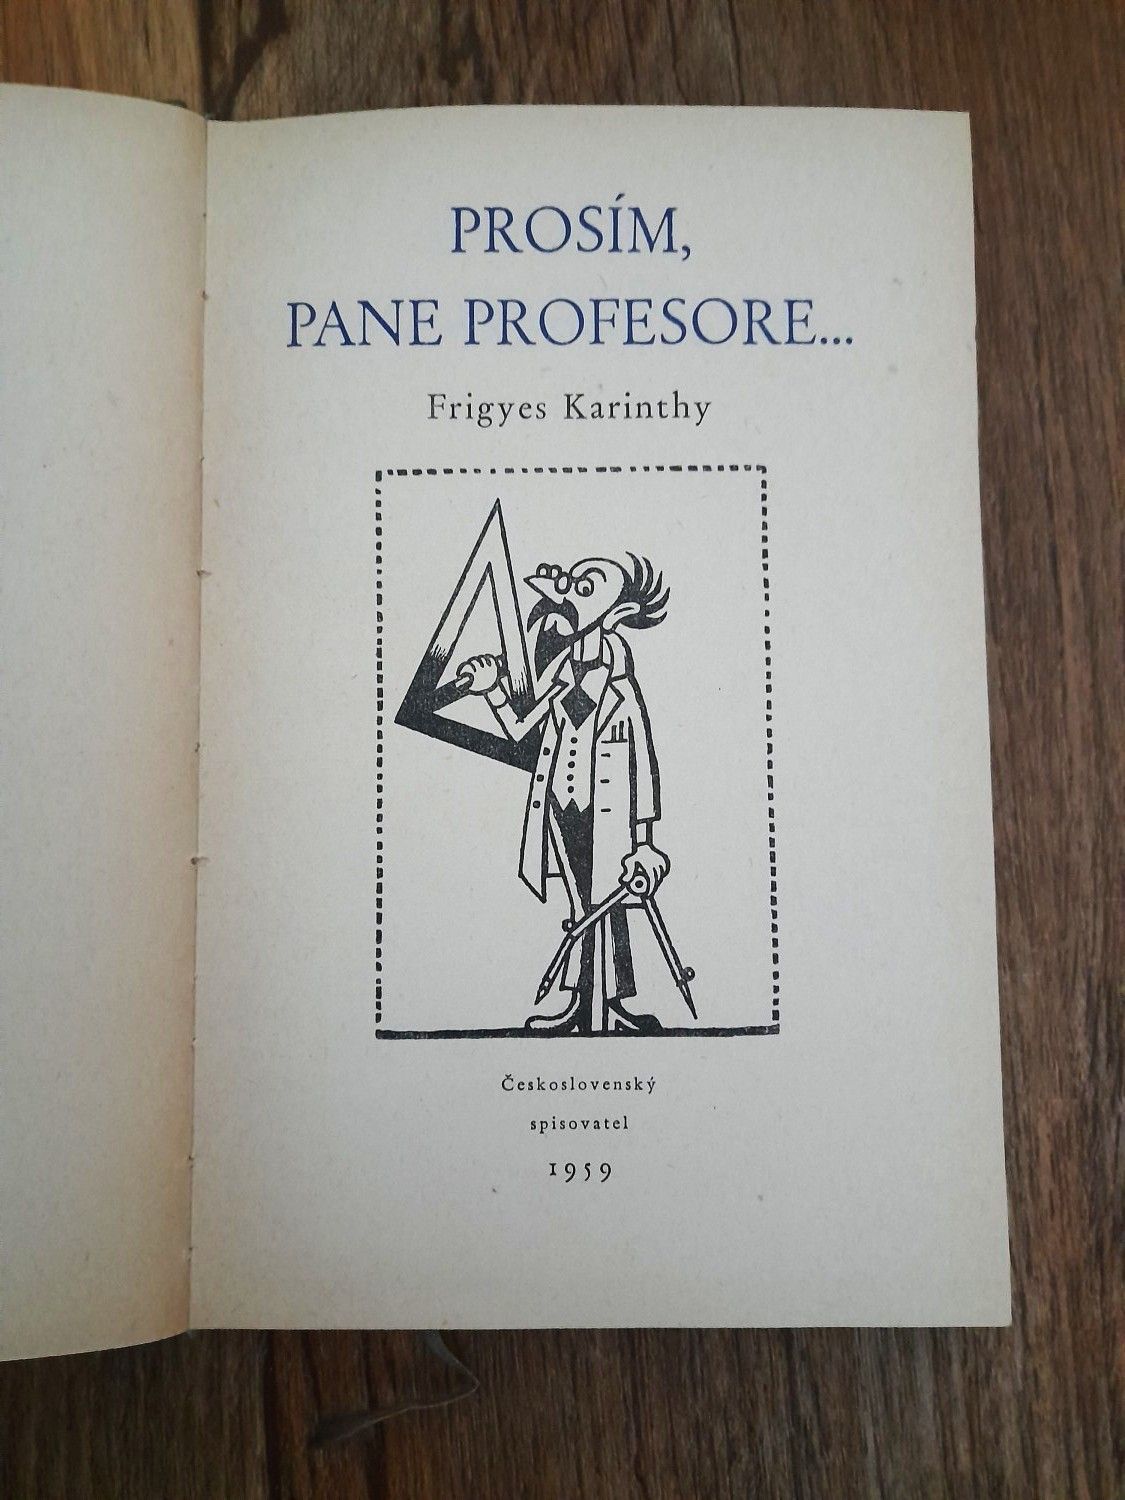 PROSÍM,
PANE PROFESORE...
Frigyes Karinthy
Československý
spisovatel
1959